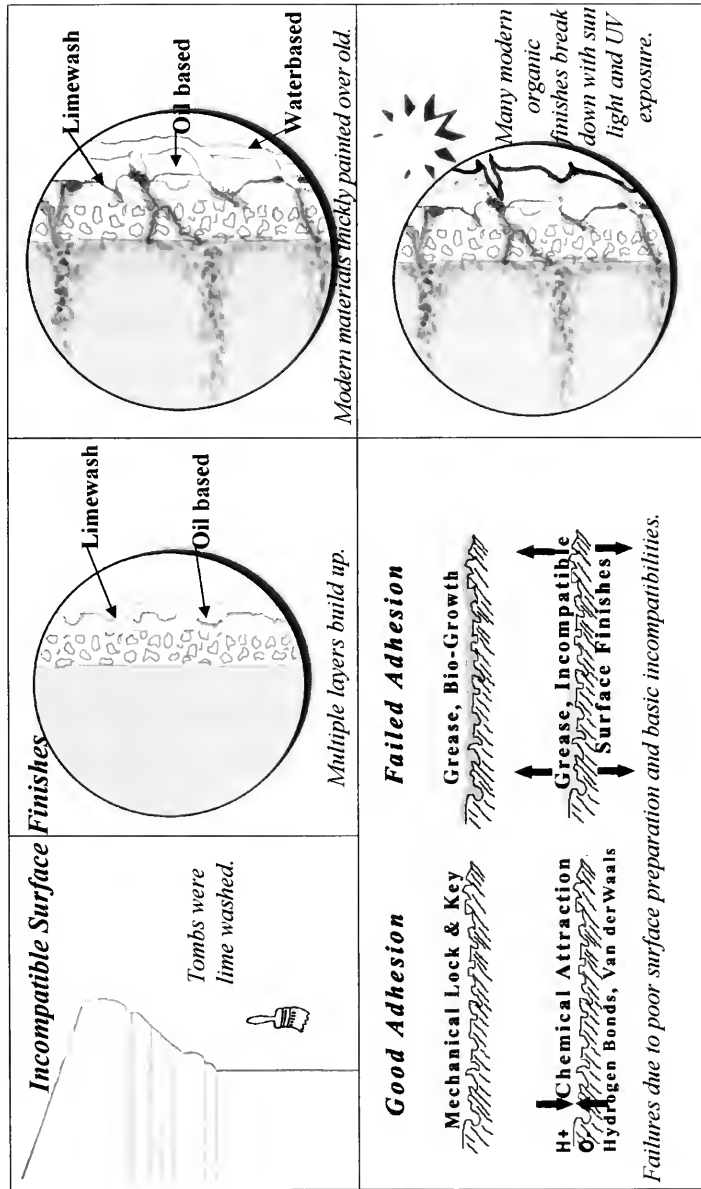 Incompatible Surface Finishes
Tombs were
lime washed.
Limewash
Oil based
Multiple layers build up.
Limewash
Oil based
Waterbased
Modern materials thickly painted over old.
Good Adhesion
Mechanical Lock & Key
H+
O-
Chemical Attraction
Hydrogen Bonds, Van derWaals
Failed Adhesion
Grease, Bio-Growth
Grease, Incompatible
Surface Finishes
Failures due to poor surface preparation and basic incompatibilities.
Many modern
organic
finishes break
down with sun
light and UV
exposure.